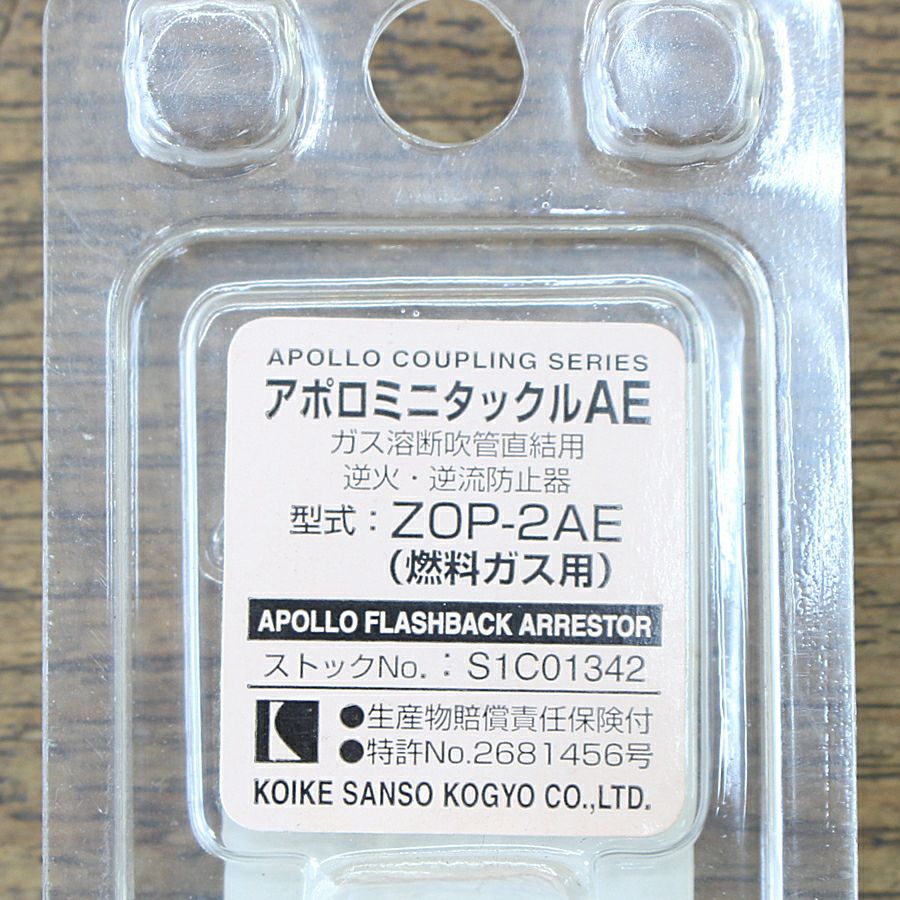 APOLLO COUPLING SERIES
アポロミニタックルAE
ガス溶断吹管直結用
逆火・逆流防止器
型式：ZOP-2AE
（燃料ガス用）
APOLLO FLASHBACK ARRESTOR
ストックNo.：S1C01342
●生産物賠償責任保険付
●特許No.2681456号
KOIKE SANSO KOGYO CO.,LTD.